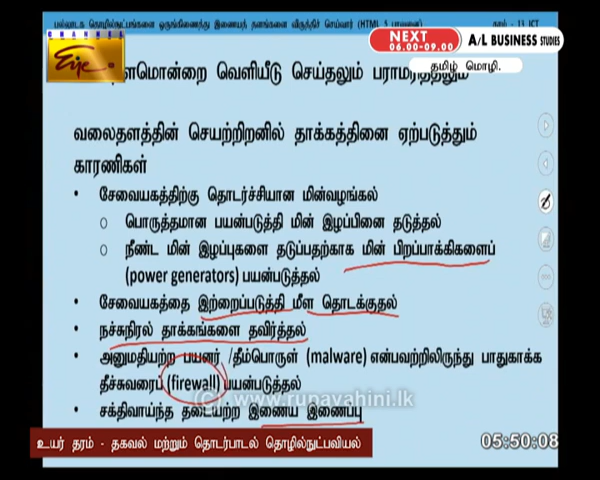 பல்லூடாக தொழில்நுட்பங்களை ஒருங்கிணைத்து இணையத் தளங்களை விருத்தி செய்வார் (HTML 5 பாவனை)
தரம் - 13 ICT
CHANNEL
Eye
NEXT
06.00-09.00
A/L BUSINESS STUDIES
தமிழ் மொழி.
வெளியீடு செய்தலும் பராமரித்தலும்
வலைதளத்தின் செயற்றிறனில் தாக்கத்தினை ஏற்படுத்தும்
காரணிகள்
• சேவையகத்திற்கு தொடர்ச்சியான மின்வழங்கல்
o பொருத்தமான பயன்படுத்தி மின் இழப்பினை தடுத்தல்
o நீண்ட மின் இழப்புகளை தடுப்பதற்காக மின் பிறப்பாக்கிகளைப்
(power generators) பயன்படுத்தல்
• சேவையகத்தை இற்றைப்படுத்தி மீள தொடக்குதல்
• நச்சுநிரல் தாக்கங்களை தவிர்த்தல்
• அனுமதியற்ற பயனர் /தீம்பொருள் (malware) என்பவற்றிலிருந்து பாதுகாக்க
தீச்சுவரைப் (firewall) பயன்படுத்தல்
• சக்திவாய்ந்த தடையற்ற இணைய இணைப்பு
© www.rupavahini.lk
உயர் தரம் - தகவல் மற்றும் தொடர்பாடல் தொழில்நுட்பவியல்
05:50:08